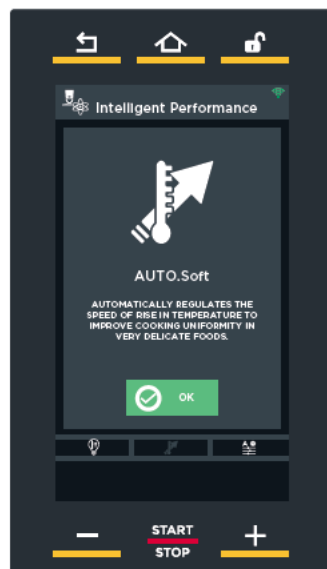 Intelligent Performance
AUTO.Soft
AUTOMATICALLY REGULATES THE
SPEED OF RISE IN TEMPERATURE TO
IMPROVE COOKING UNIFORMITY IN
VERY DELICATE FOODS.
OK
START
STOP